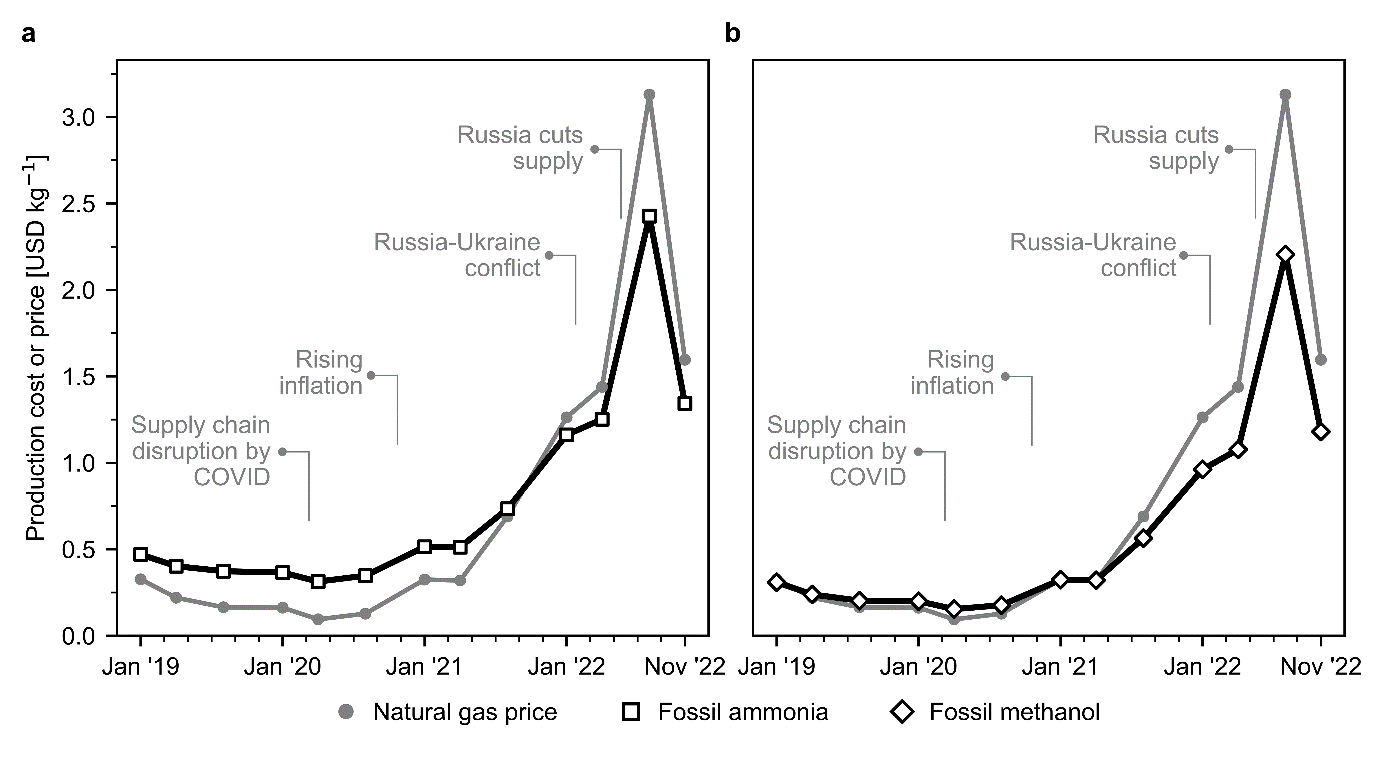 a
b
Production cost or price [USD kg⁻¹]
3.0
2.5
2.0
1.5
1.0
0.5
0.0
Russia cuts
supply
Russia-Ukraine
conflict
Rising
inflation
Supply chain
disruption by
COVID
Jan '19
Jan '20
Jan '21
Jan '22
Nov '22
Russia cuts
supply
Russia-Ukraine
conflict
Rising
inflation
Supply chain
disruption by
COVID
Jan '19
Jan '20
Jan '21
Jan '22
Nov '22
Natural gas price
Fossil ammonia
Fossil methanol